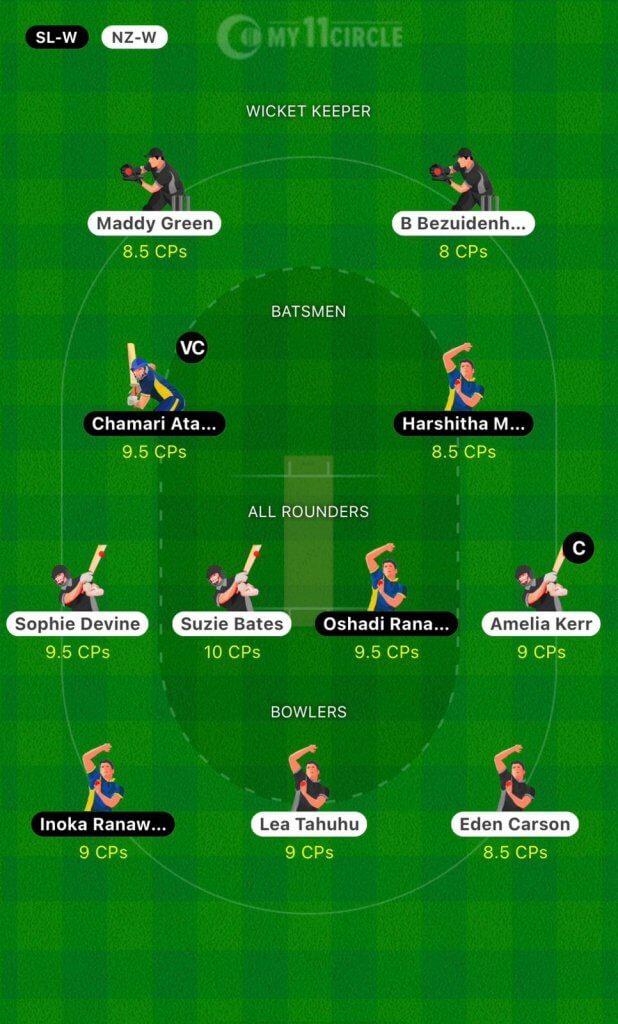 SL-W NZ-W
MY11CIRCLE
WICKET KEEPER
Maddy Green B Bezuidenh...
8.5 CPs 8 CPs
BATSMEN
VC
Chamari Ata... Harshitha M...
9.5 CPs 8.5 CPs
ALL ROUNDERS
C
Sophie Devine Suzie Bates Oshadi Rana... Amelia Kerr
9.5 CPs 10 CPs 9.5 CPs 9 CPs
BOWLERS
Inoka Ranaw... Lea Tahuhu Eden Carson
9 CPs 9 CPs 8.5 CPs